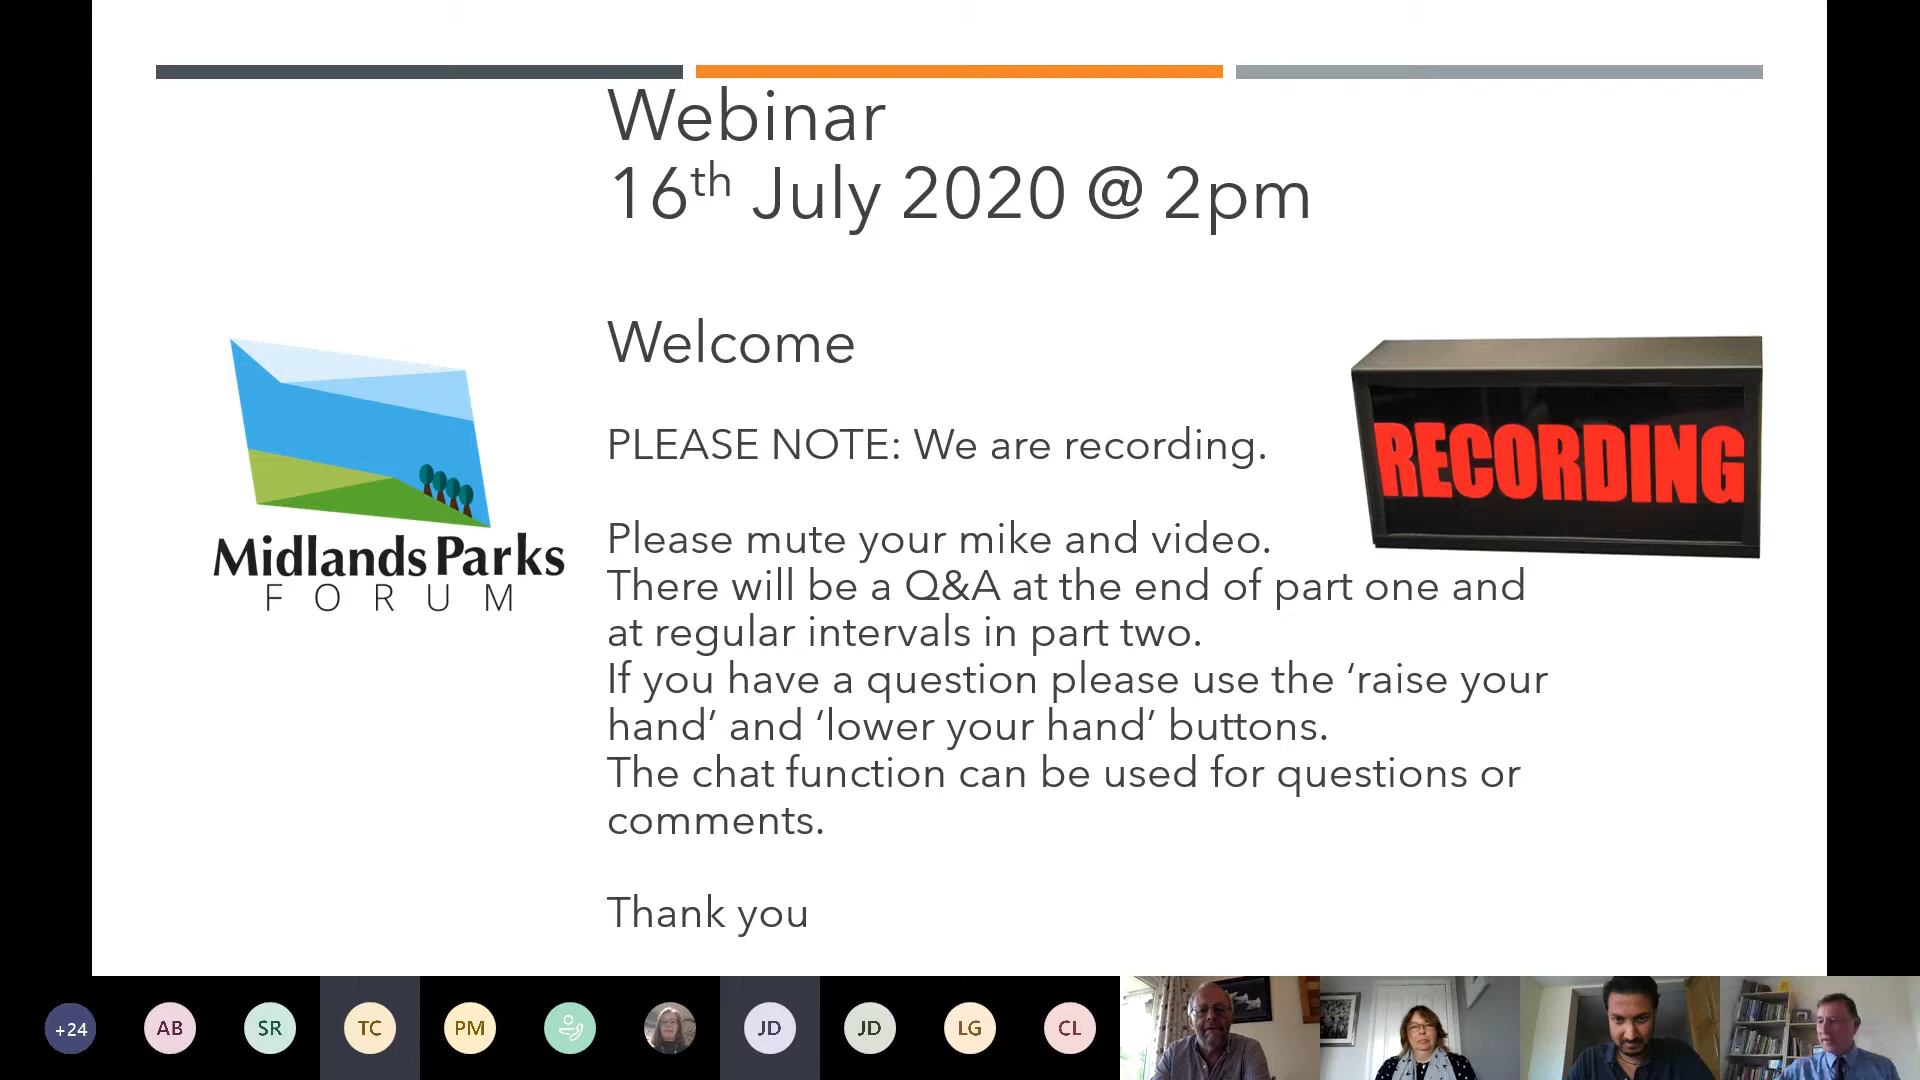 Webinar
16th July 2020 @ 2pm
Welcome
PLEASE NOTE: We are recording.
RECORDING
Midlands Parks
FORUM
Please mute your mike and video.
There will be a Q&A at the end of part one and
at regular intervals in part two.
If you have a question please use the ‘raise your
hand’ and ‘lower your hand’ buttons.
The chat function can be used for questions or
comments.
Thank you
+24
AB
SR
TC
PM
JD
JD
LG
CL